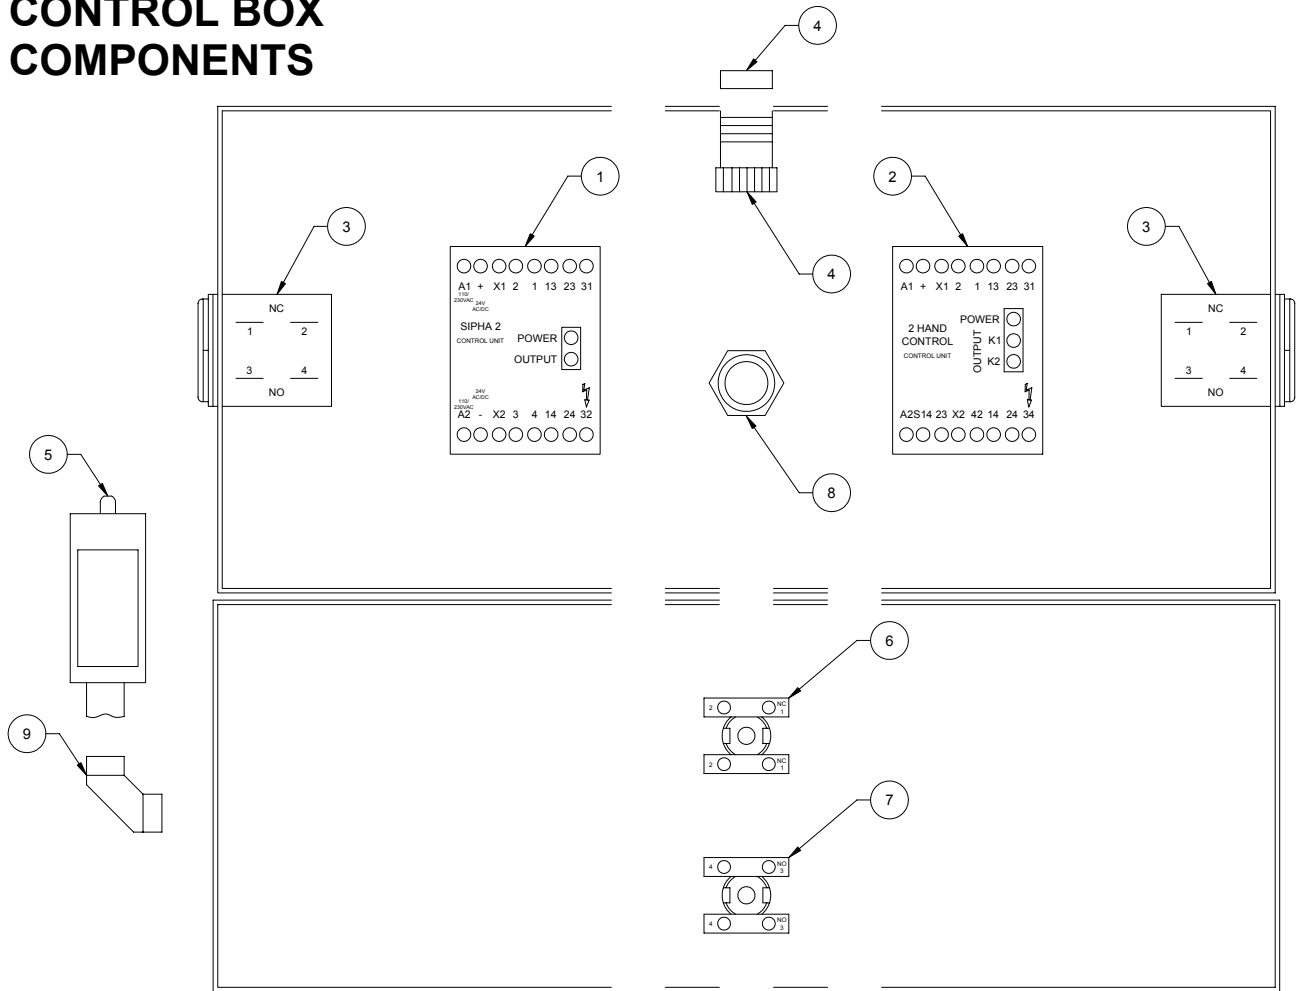 CONTROL BOX
COMPONENTS
4
1
2
3
3
4
A1 + X1 2 1 13 23 31
110/
230VAC
24V
AC/DC
SIPHA 2
CONTROL UNIT
POWER
OUTPUT
24V
AC/DC
110/
230VAC
A2 - X2 3 4 14 24 32
A1 + X1 2 1 13 23 31
2 HAND
CONTROL
CONTROL UNIT
POWER
OUTPUT
K1
K2
A2 S14 23 X2 42 14 24 34
NC
1 2
3 4
NO
NC
1 2
3 4
NO
5
8
6
2 NC
1
2 NC
1
9
7
4 NO
3
4 NO
3